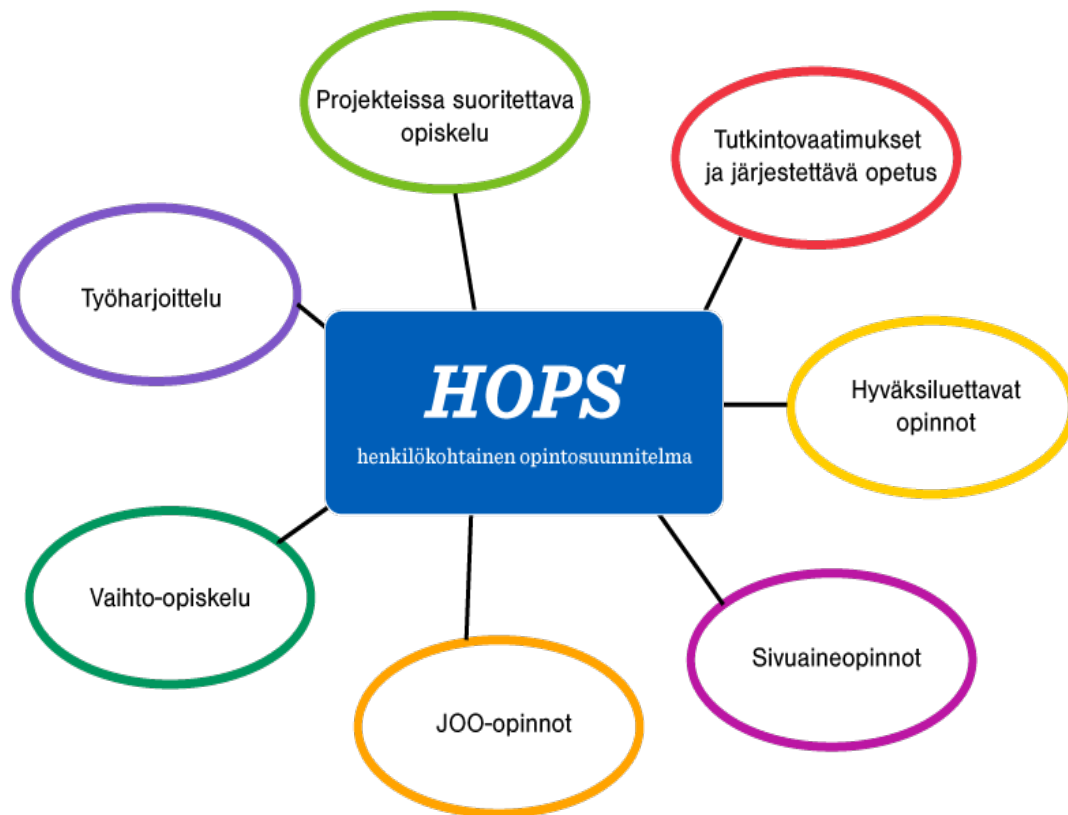 Projekteissa suoritettava
opiskelu
Tutkintovaatimukset
ja järjestettävä opetus
Työharjoittelu
HOPS
henkilökohtainen opintosuunnitelma
Hyväksiluettavat
opinnot
Vaihto-opiskelu
Sivuaineopinnot
JOO-opinnot